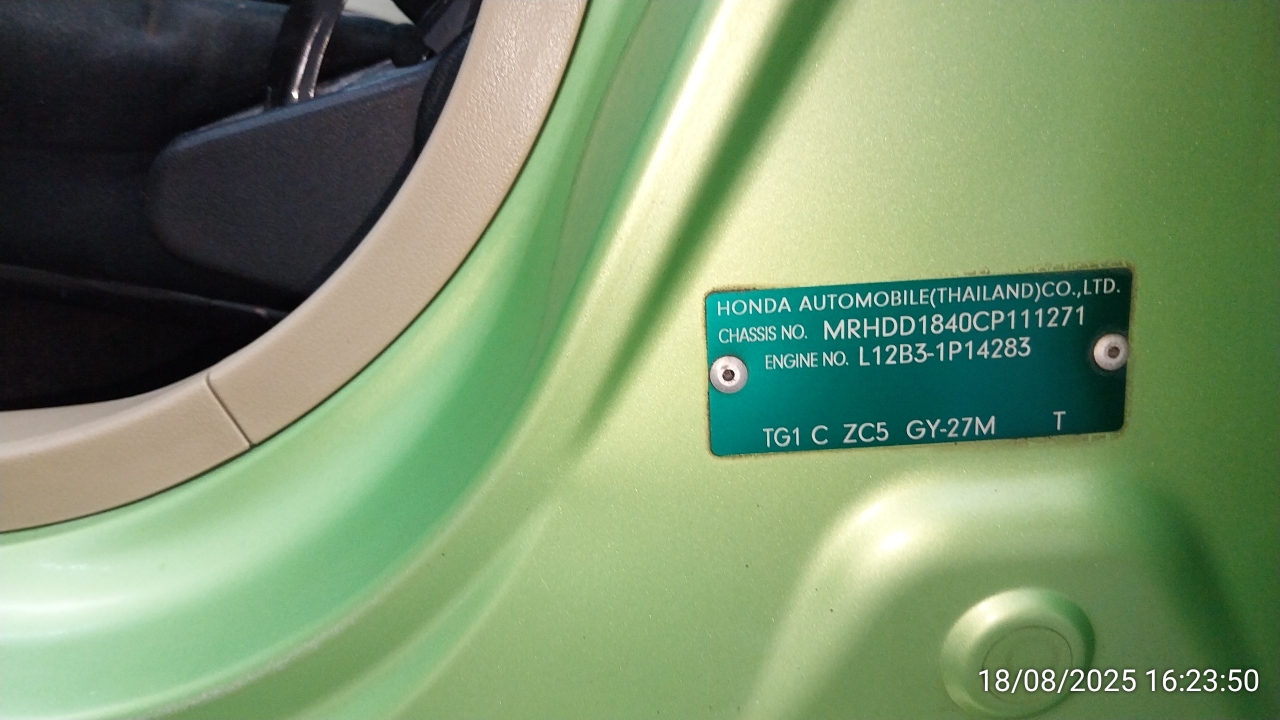 HONDA AUTOMOBILE(THAILAND)CO.,LTD.
CHASSIS NO. MRHDD1840CP111271
ENGINE NO. L12B3-1P14283
TG1 C ZC5 GY-27M T
18/08/2025 16:23:50